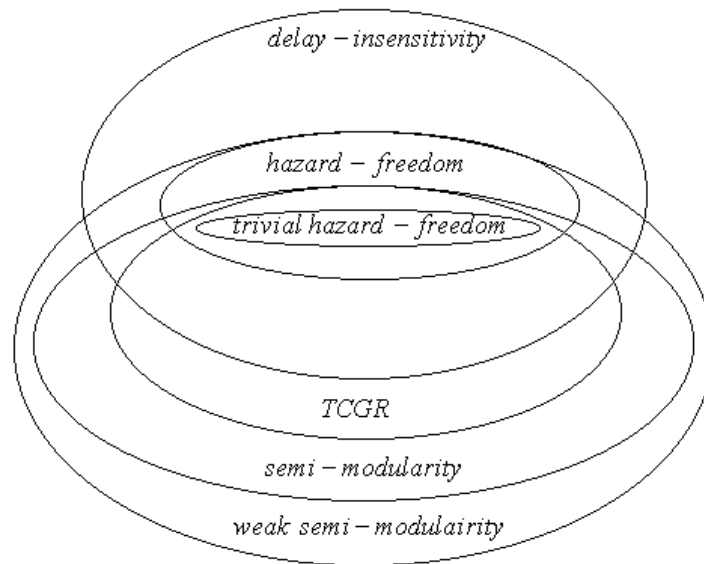 delay − insensitivity
hazard − freedom
trivial hazard − freedom
TCGR
semi − modularity
weak semi − modulairity